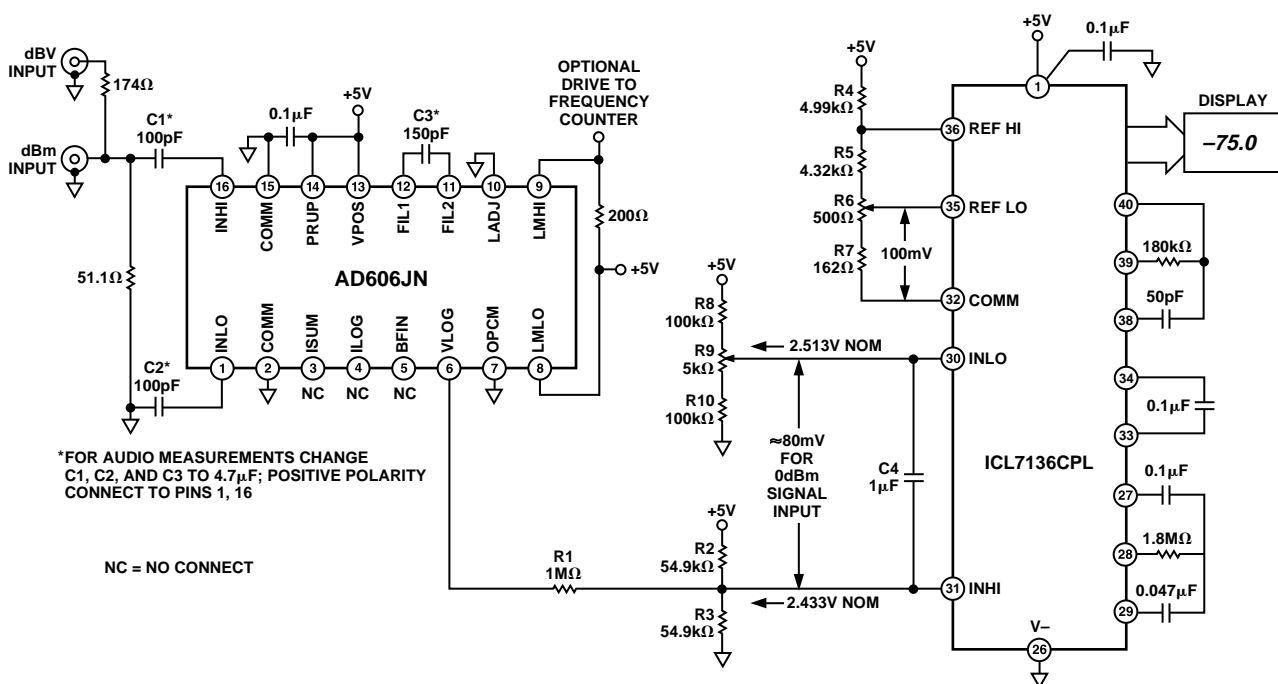 dBV
INPUT
174Ω
dBm
INPUT
C1*
100pF
51.1Ω
C2*
100pF
0.1µF
+5V
C3*
150pF
OPTIONAL
DRIVE TO
FREQUENCY
COUNTER
200Ω
+5V
16
15
14
13
12
11
10
9
INHI
COMM
PRUP
VPOS
FIL1
FIL2
LADJ
LMHI
AD606JN
INLO
COMM
ISUM
ILOG
BFIN
VLOG
OPCM
LMLO
1
2
3
4
5
6
7
8
NC
NC
NC
*FOR AUDIO MEASUREMENTS CHANGE
C1, C2, AND C3 TO 4.7µF; POSITIVE POLARITY
CONNECT TO PINS 1, 16
NC = NO CONNECT
R1
1MΩ
+5V
R2
54.9kΩ
R3
54.9kΩ
2.433V NOM
+5V
R8
100kΩ
R9
5kΩ
R10
100kΩ
2.513V NOM
≈80mV
FOR
0dBm
SIGNAL
INPUT
C4
1µF
+5V
R4
4.99kΩ
R5
4.32kΩ
R6
500Ω
R7
162Ω
100mV
+5V
0.1µF
1
36 REF HI
35 REF LO
32 COMM
30 INLO
31 INHI
V–
26
ICL7136CPL
DISPLAY
–75.0
40
39
180kΩ
38
50pF
34
0.1µF
33
27
0.1µF
28
1.8MΩ
29
0.047µF